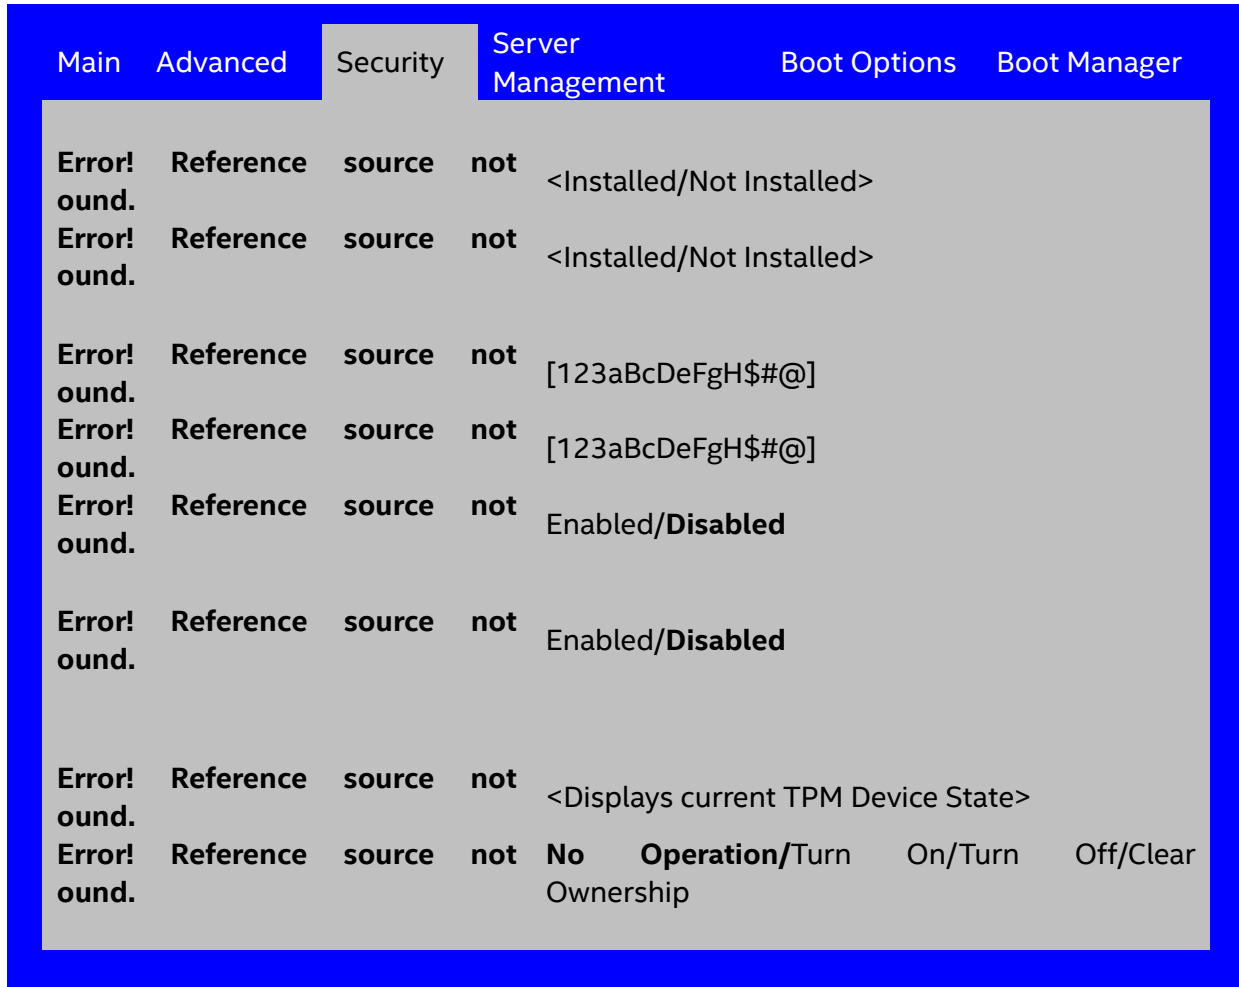 Main Advanced Security Server Management Boot Options Boot Manager
Error! Reference source not
ound.
<Installed/Not Installed>
Error! Reference source not
ound.
<Installed/Not Installed>
Error! Reference source not
ound.
[123aBcDeFgH$#@]
Error! Reference source not
ound.
[123aBcDeFgH$#@]
Error! Reference source not
ound.
Enabled/Disabled
Error! Reference source not
ound.
Enabled/Disabled
Error! Reference source not
ound.
<Displays current TPM Device State>
Error! Reference source not
ound.
No Operation/Turn On/Turn Off/Clear
Ownership